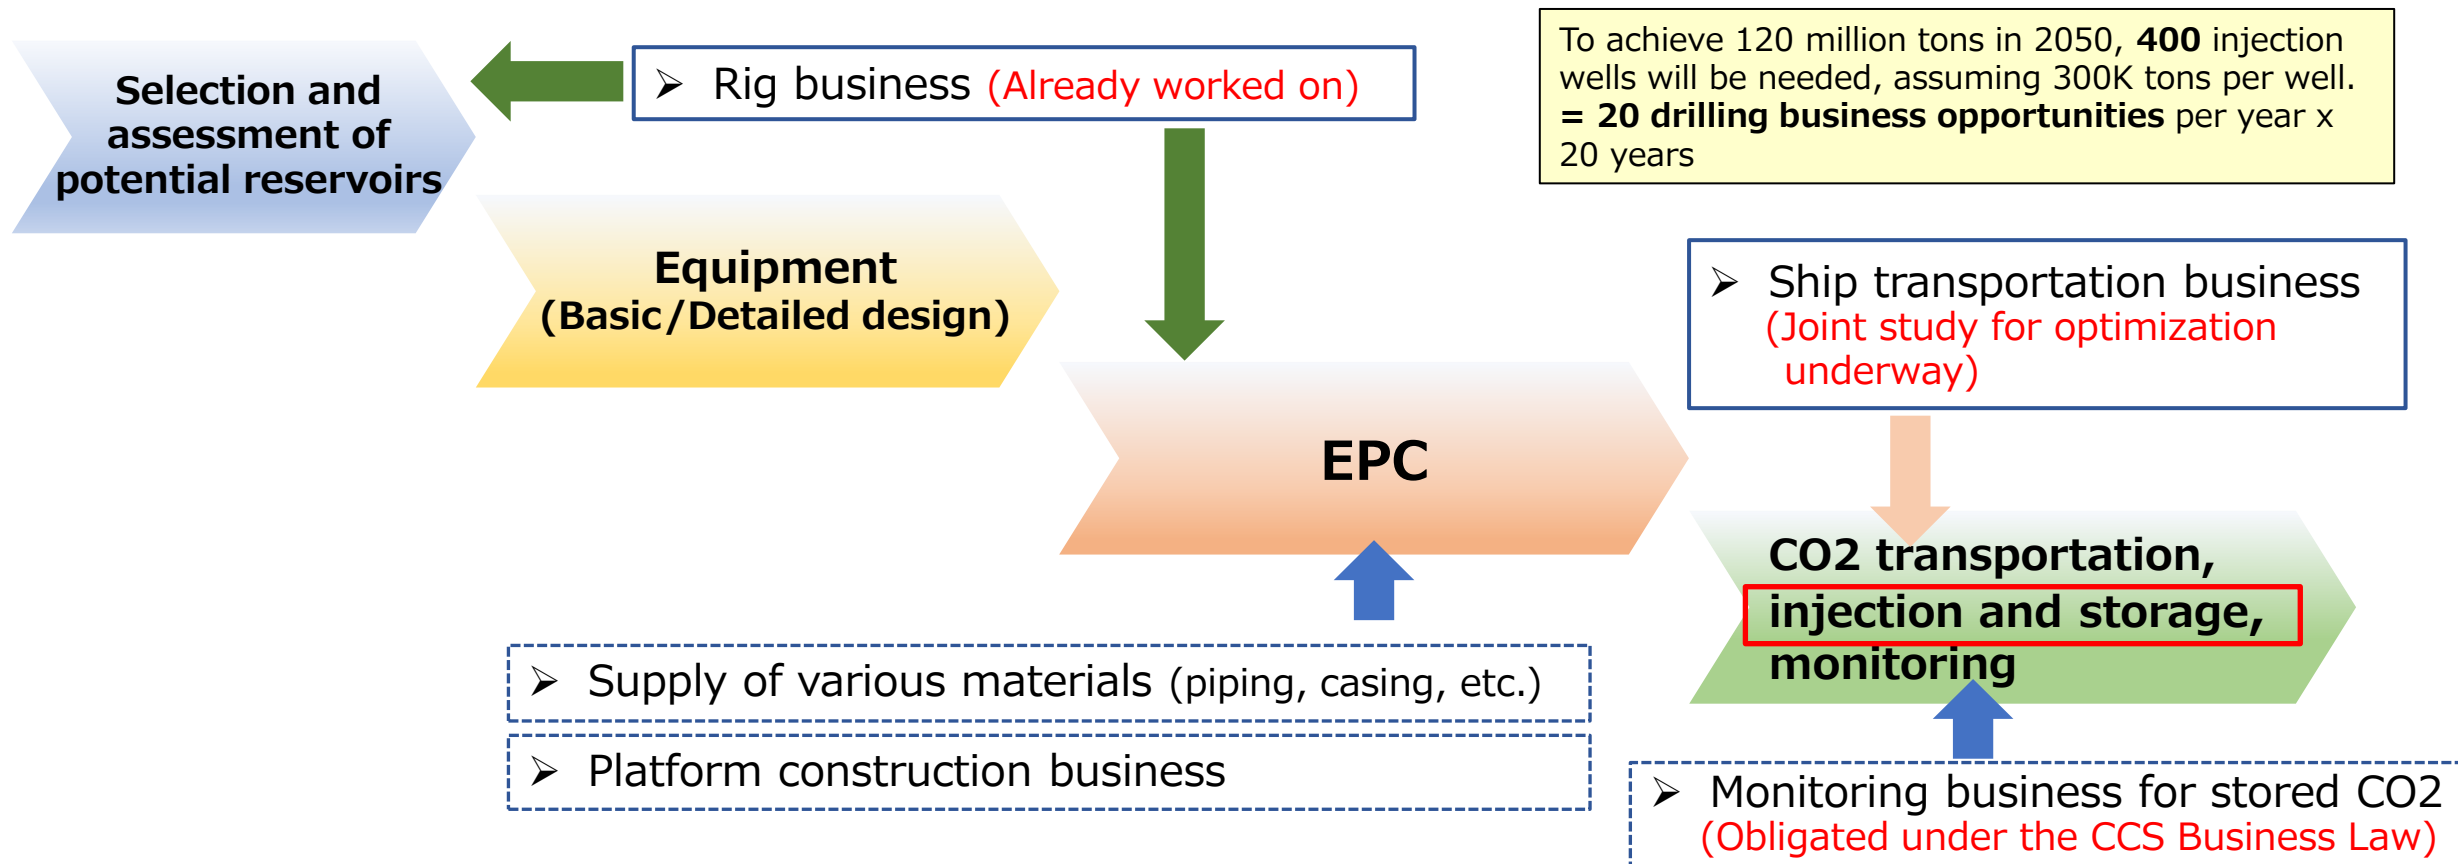 Selection and
assessment of
potential reservoirs
➢ Rig business (Already worked on)
To achieve 120 million tons in 2050, 400 injection
wells will be needed, assuming 300K tons per well.
= 20 drilling business opportunities per year x
20 years
Equipment
(Basic/Detailed design)
EPC
➢ Ship transportation business
(Joint study for optimization
underway)
CO2 transportation,
injection and storage,
monitoring
➢ Supply of various materials (piping, casing, etc.)
➢ Platform construction business
➢ Monitoring business for stored CO2
(Obligated under the CCS Business Law)